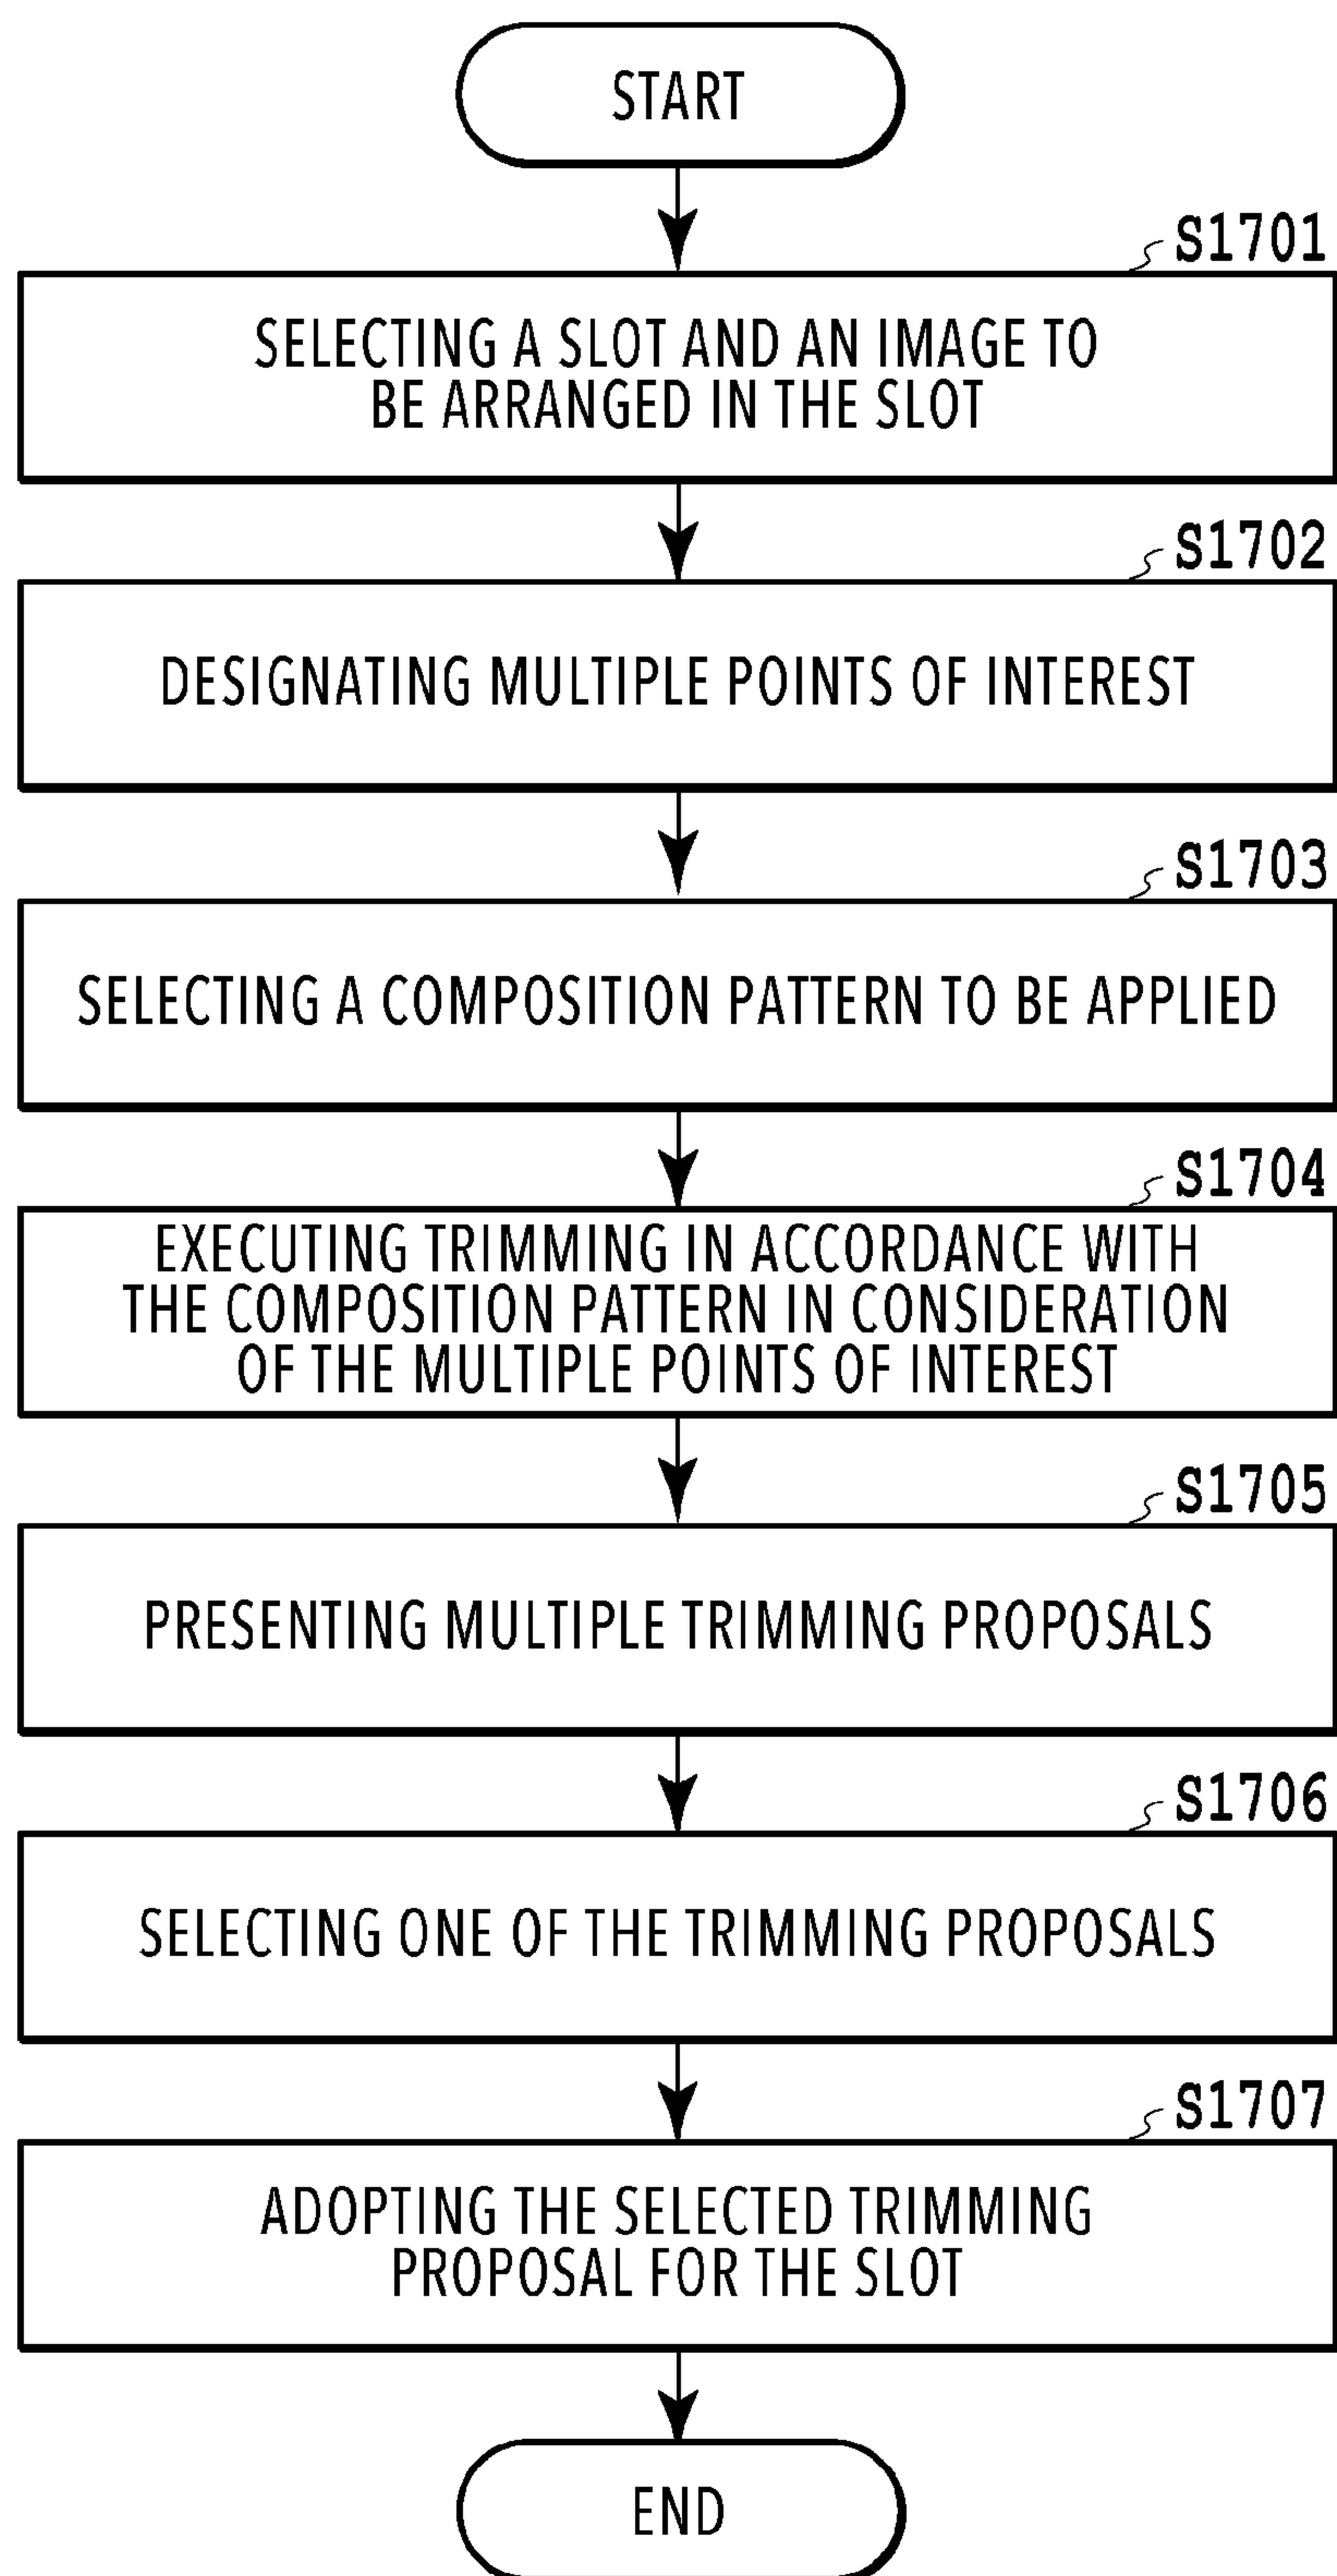 START
S1701
SELECTING A SLOT AND AN IMAGE TO
BE ARRANGED IN THE SLOT
S1702
DESIGNATING MULTIPLE POINTS OF INTEREST
S1703
SELECTING A COMPOSITION PATTERN TO BE APPLIED
S1704
EXECUTING TRIMMING IN ACCORDANCE WITH
THE COMPOSITION PATTERN IN CONSIDERATION
OF THE MULTIPLE POINTS OF INTEREST
S1705
PRESENTING MULTIPLE TRIMMING PROPOSALS
S1706
SELECTING ONE OF THE TRIMMING PROPOSALS
S1707
ADOPTING THE SELECTED TRIMMING
PROPOSAL FOR THE SLOT
END